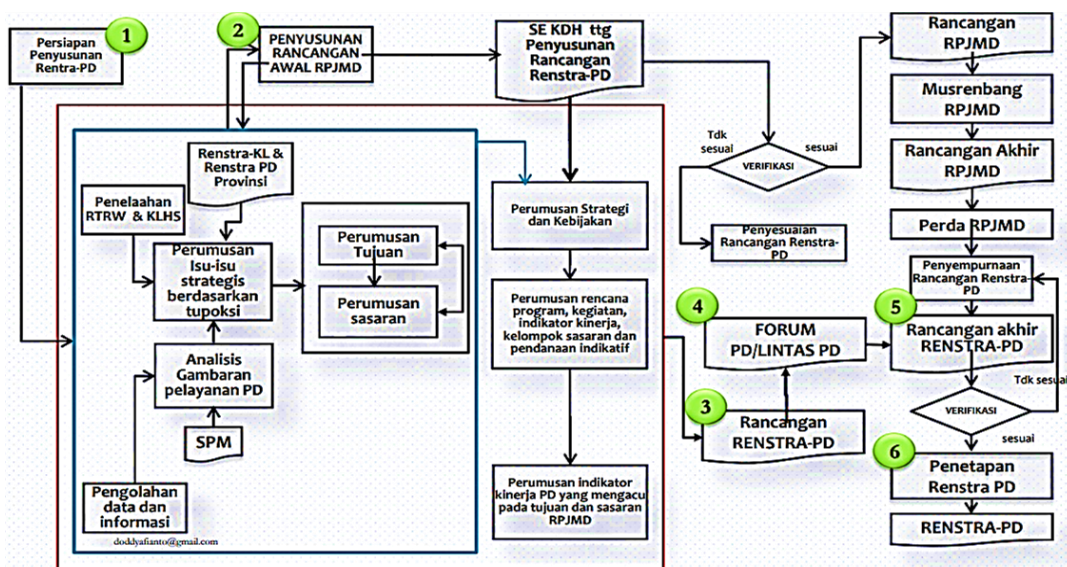 1
Persiapan
Penyusunan
Rentra-PD
2
PENYUSUNAN
RANCANGAN
AWAL RPJMD
SE KDH ttg
Penyusunan
Rancangan
Renstra-PD
Rancangan
RPJMD
Musrenbang
RPJMD
Rancangan Akhir
RPJMD
Perda RPJMD
Penyempurnaan
Rancangan Renstra-
PD
5
Rancangan akhir
RENSTRA-PD
Tdk sesuai
VERIFIKASI
sesuai
6
Penetapan
Renstra PD
RENSTRA-PD
Tdk
sesuai
sesuai
VERIFIKASI
Penyesuaian
Rancangan Renstra-
PD
4
FORUM
PD/LINTAS PD
3
Rancangan
RENSTRA-PD
Renstra-KL &
Renstra PD
Provinsi
Penelaahan
RTRW & KLHS
Perumusan
Isu-isu
strategis
berdasarkan
tupoksi
Perumusan
Tujuan
Perumusan
sasaran
Analisis
Gambaran
pelayanan PD
SPM
Pengolahan
data dan
informasi
doddyafianto@gmail.com
Perumusan Strategi
dan Kebijakan
Perumusan rencana
program, kegiatan,
indikator kinerja,
kelompok sasaran dan
pendanaan indikatif
Perumusan indikator
kinerja PD yang mengacu
pada tujuan dan sasaran
RPJMD